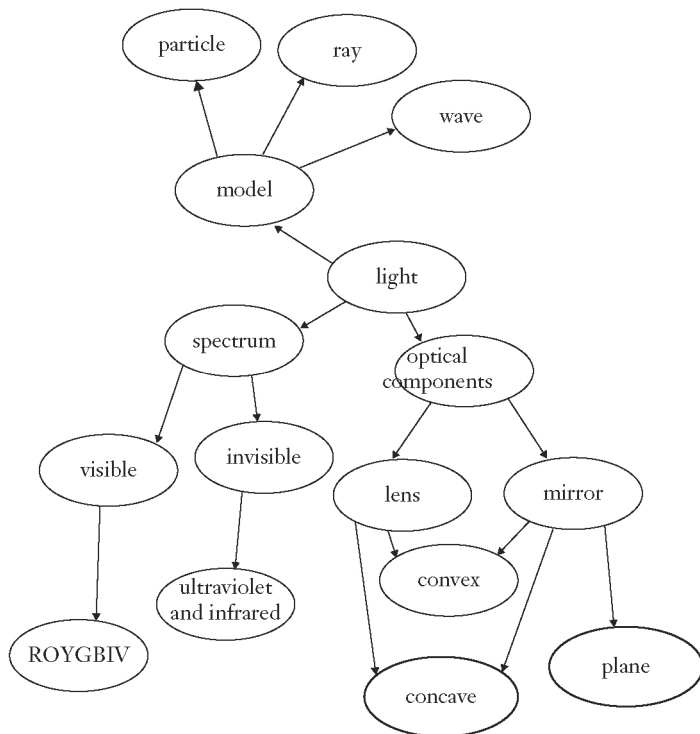 particle
ray
wave
model
light
spectrum
optical
components
visible
invisible
lens
mirror
convex
ultraviolet
and infrared
ROYGBIV
concave
plane